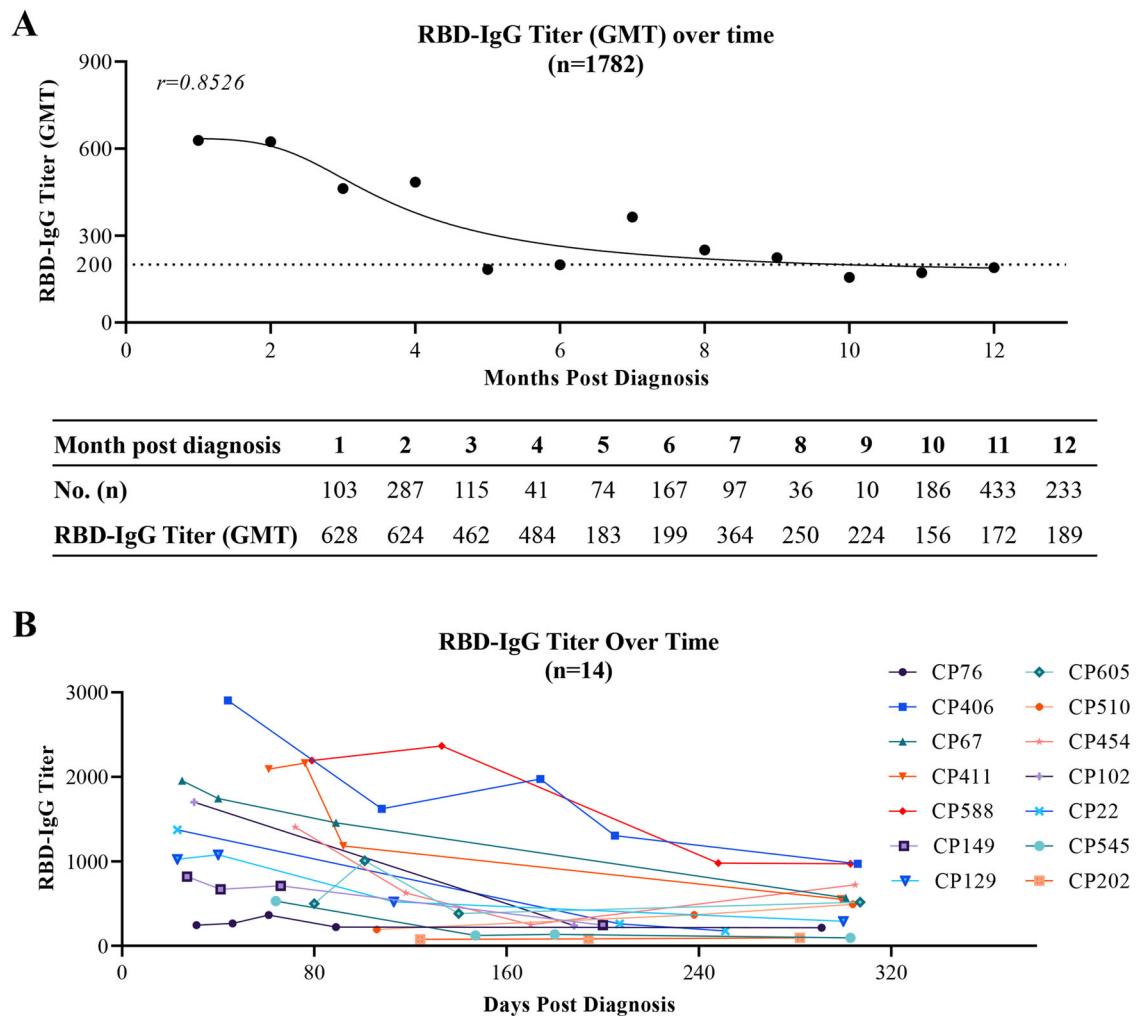 A
RBD-IgG Titer (GMT) over time
(n=1782)
r=0.8526
RBD-IgG Titer (GMT)
900
600
300
200
0
0 2 4 6 8 10 12
Months Post Diagnosis
Month post diagnosis 1 2 3 4 5 6 7 8 9 10 11 12
No. (n) 103 287 115 41 74 167 97 36 10 186 433 233
RBD-IgG Titer (GMT) 628 624 462 484 183 199 364 250 224 156 172 189
B
RBD-IgG Titer Over Time
(n=14)
RBD-IgG Titer
3000
2000
1000
0
0 80 160 240 320
Days Post Diagnosis
CP76 CP605
CP406 CP510
CP67 CP454
CP411 CP102
CP588 CP22
CP149 CP545
CP129 CP202